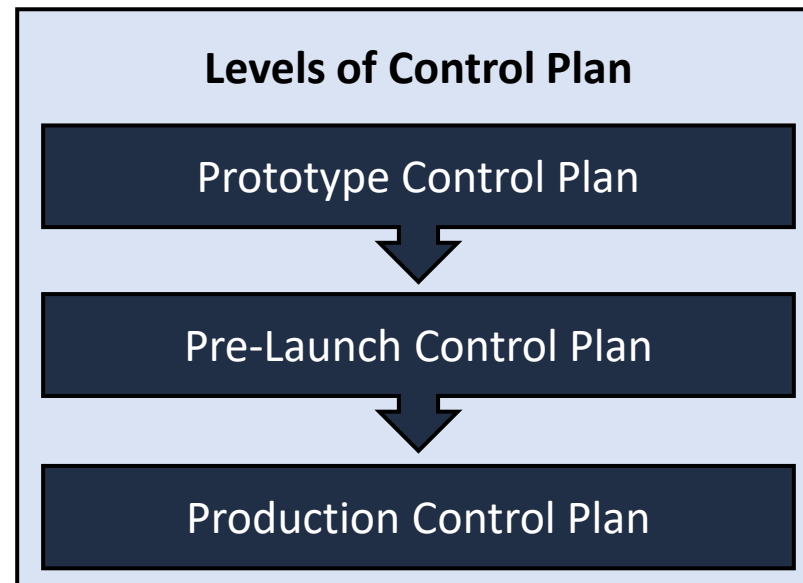 Levels of Control Plan
Prototype Control Plan
Pre-Launch Control Plan
Production Control Plan